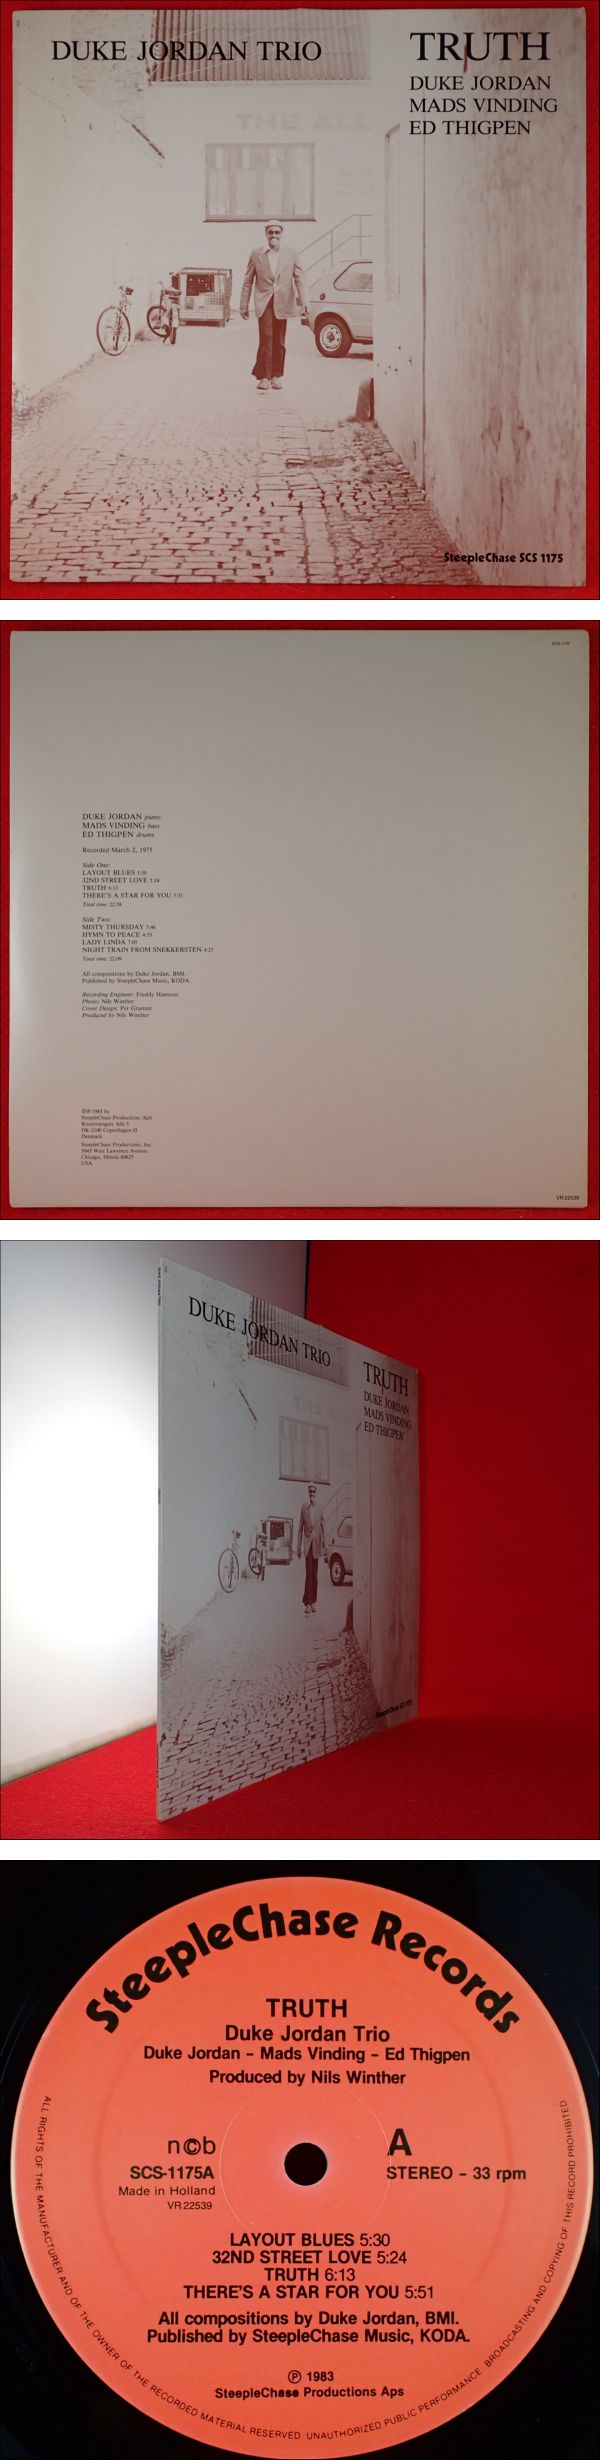 DUKE JORDAN TRIO
TRUTH
DUKE JORDAN
MADS VINDING
ED THIGPEN
THE ALL
SteepleChase SCS 1175
DUKE JORDAN piano
MADS VINDING bass
ED THIGPEN drums
Recorded March 2, 1975
Side One:
LAYOUT BLUES 5:30
32ND STREET LOVE 5:24
TRUTH 6:13
THERE'S A STAR FOR YOU 5:51
Total time: 22:58
Side Two:
MISTY THURSDAY 5:46
HYMN TO PEACE 4:55
LADY LINDA 7:05
NIGHT TRAIN FROM SNEKKERSTEN 4:25
Total time: 22:09
All compositions by Duke Jordan, BMI.
Published by SteepleChase Music, KODA.
Recording Engineer: Freddy Hansson
Photo: Nils Winther
Cover Design: Per Grunnet
Produced by Nils Winther
©℗ 1983 by
SteepleChase Productions ApS
DK-2100 Copenhagen Ø
Denmark
SteepleChase Productions, Inc.
3943 West Lawrence Avenue
Chicago, Illinois 60625
USA
VR 22539
DUKE JORDAN TRIO
TRUTH
DUKE JORDAN
MADS VINDING
ED THIGPEN
THE ALL
SteepleChase Records
TRUTH
Duke Jordan Trio
Duke Jordan - Mads Vinding - Ed Thigpen
Produced by Nils Winther
n©b
A
SCS-1175A
STEREO - 33 rpm
Made in Holland
VR 22539
LAYOUT BLUES 5:30
32ND STREET LOVE 5:24
TRUTH 6:13
THERE'S A STAR FOR YOU 5:51
All compositions by Duke Jordan, BMI.
Published by SteepleChase Music, KODA.
℗ 1983
SteepleChase Productions Aps
ALL RIGHTS OF THE MANUFACTURER AND OF THE OWNER OF THE RECORDED MATERIAL RESERVED · UNAUTHORIZED PUBLIC PERFORMANCE BROADCASTING AND COPYING OF THIS RECORD PROHIBITED